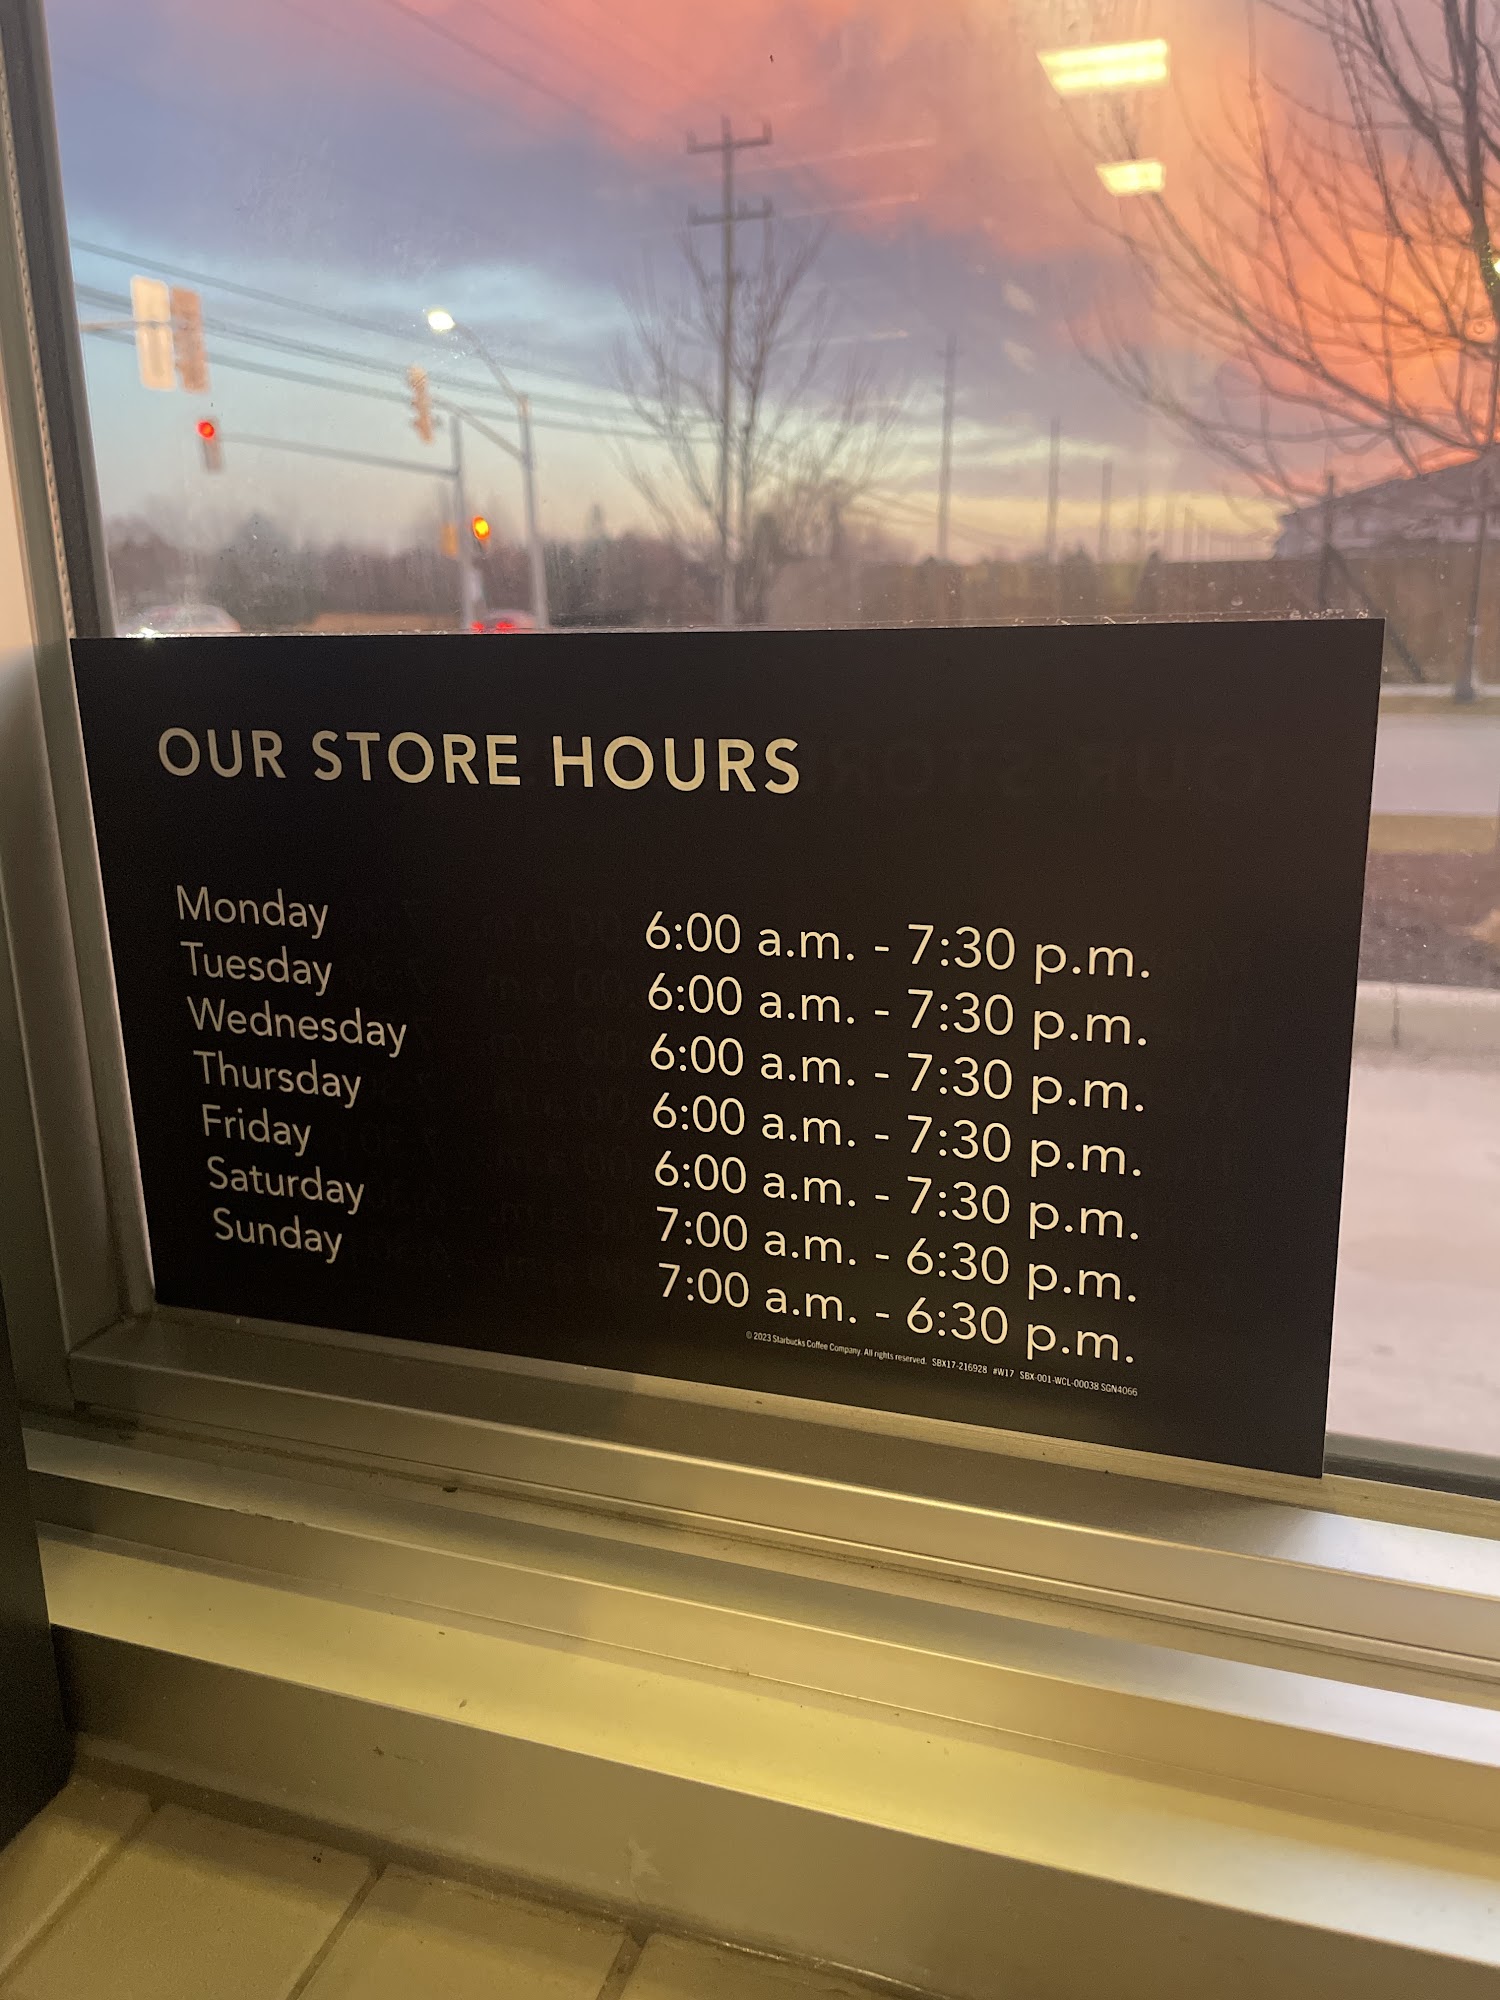 OUR STORE HOURS
Monday 6:00 a.m. - 7:30 p.m.
Tuesday 6:00 a.m. - 7:30 p.m.
Wednesday 6:00 a.m. - 7:30 p.m.
Thursday 6:00 a.m. - 7:30 p.m.
Friday 6:00 a.m. - 7:30 p.m.
Saturday 7:00 a.m. - 6:30 p.m.
Sunday 7:00 a.m. - 6:30 p.m.
© 2023 Starbucks Coffee Company. All rights reserved. SBX17-216928 #W17 SBX-001-WCL-00038 SGN4066